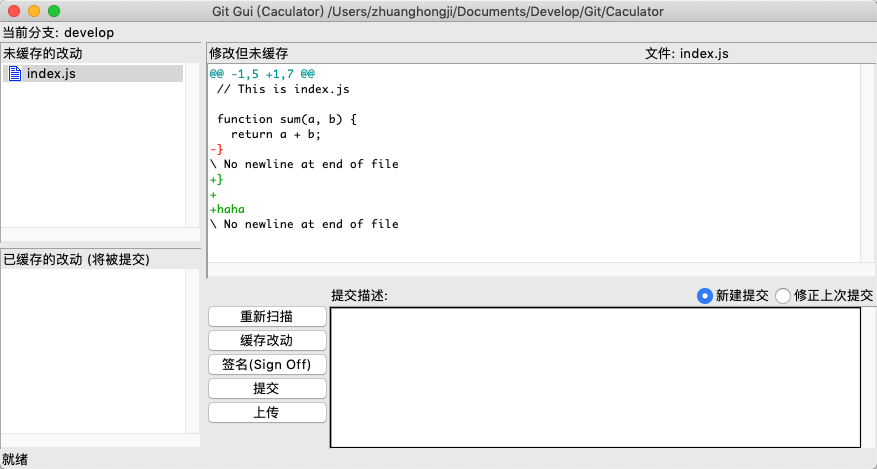 Git Gui (Caculator) /Users/zhuanghongji/Documents/Develop/Git/Caculator
当前分支: develop
未缓存的改动
index.js
已缓存的改动 (将被提交)
修改但未缓存 文件: index.js
@@ -1,5 +1,7 @@
// This is index.js
function sum(a, b) {
return a + b;
-}
\ No newline at end of file
+}
+
+haha
\ No newline at end of file
提交描述: 新建提交 修正上次提交
重新扫描
缓存改动
签名(Sign Off)
提交
上传
就绪